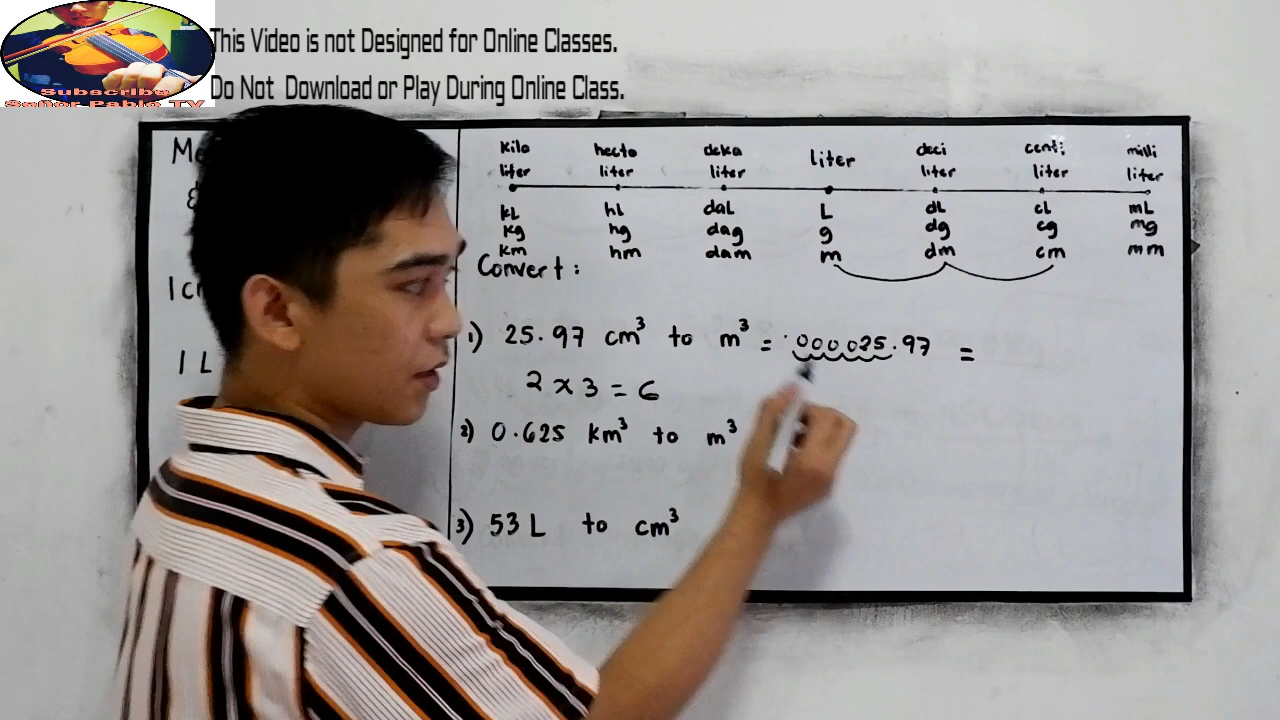 This Video is not Designed for Online Classes.
Do Not Download or Play During Online Class.
Subscribe
Señor Pablo TV
kilo liter
hecto liter
deka liter
liter
deci liter
centi liter
milli liter
kL hL daL L dL cL mL
kg hg dag g dg cg mg
km hm dam m dm cm mm
Convert:
1) 25.97 cm³ to m³ = .000025.97 =
2 x 3 = 6
2) 0.625 km³ to m³
3) 53 L to cm³
1 L